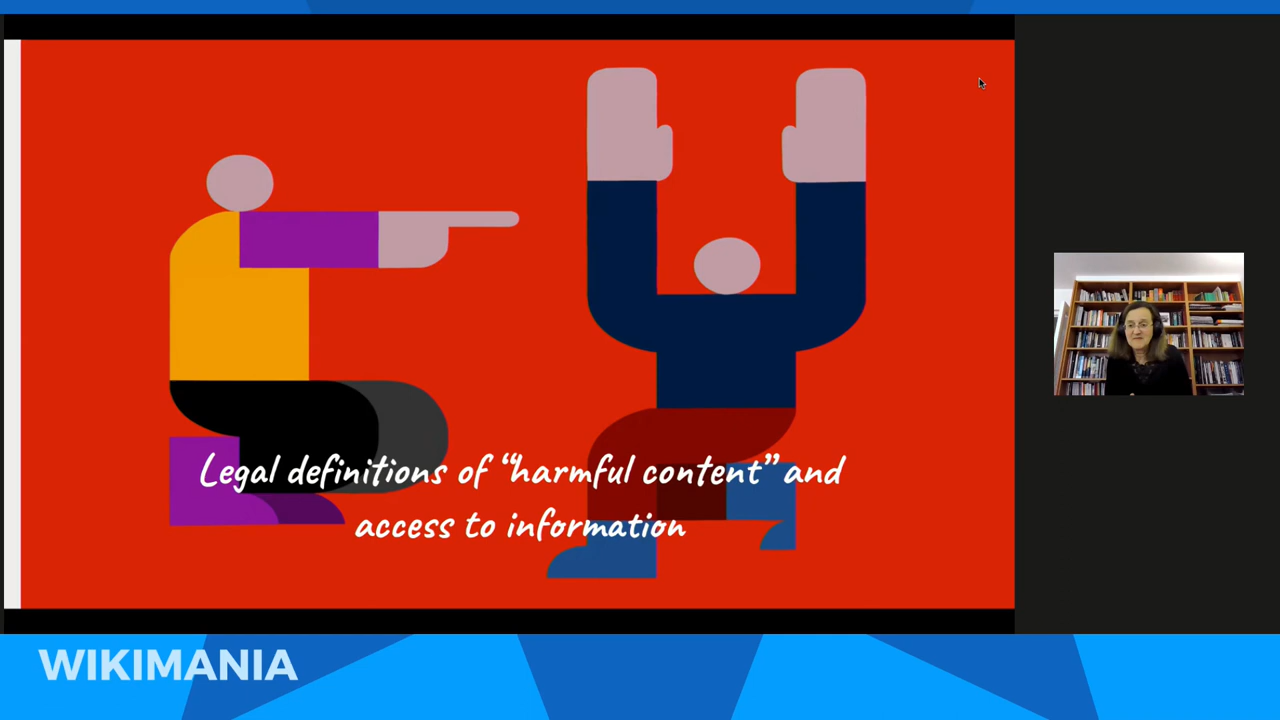 Legal definitions of “harmful content” and
access to information
WIKIMANIA